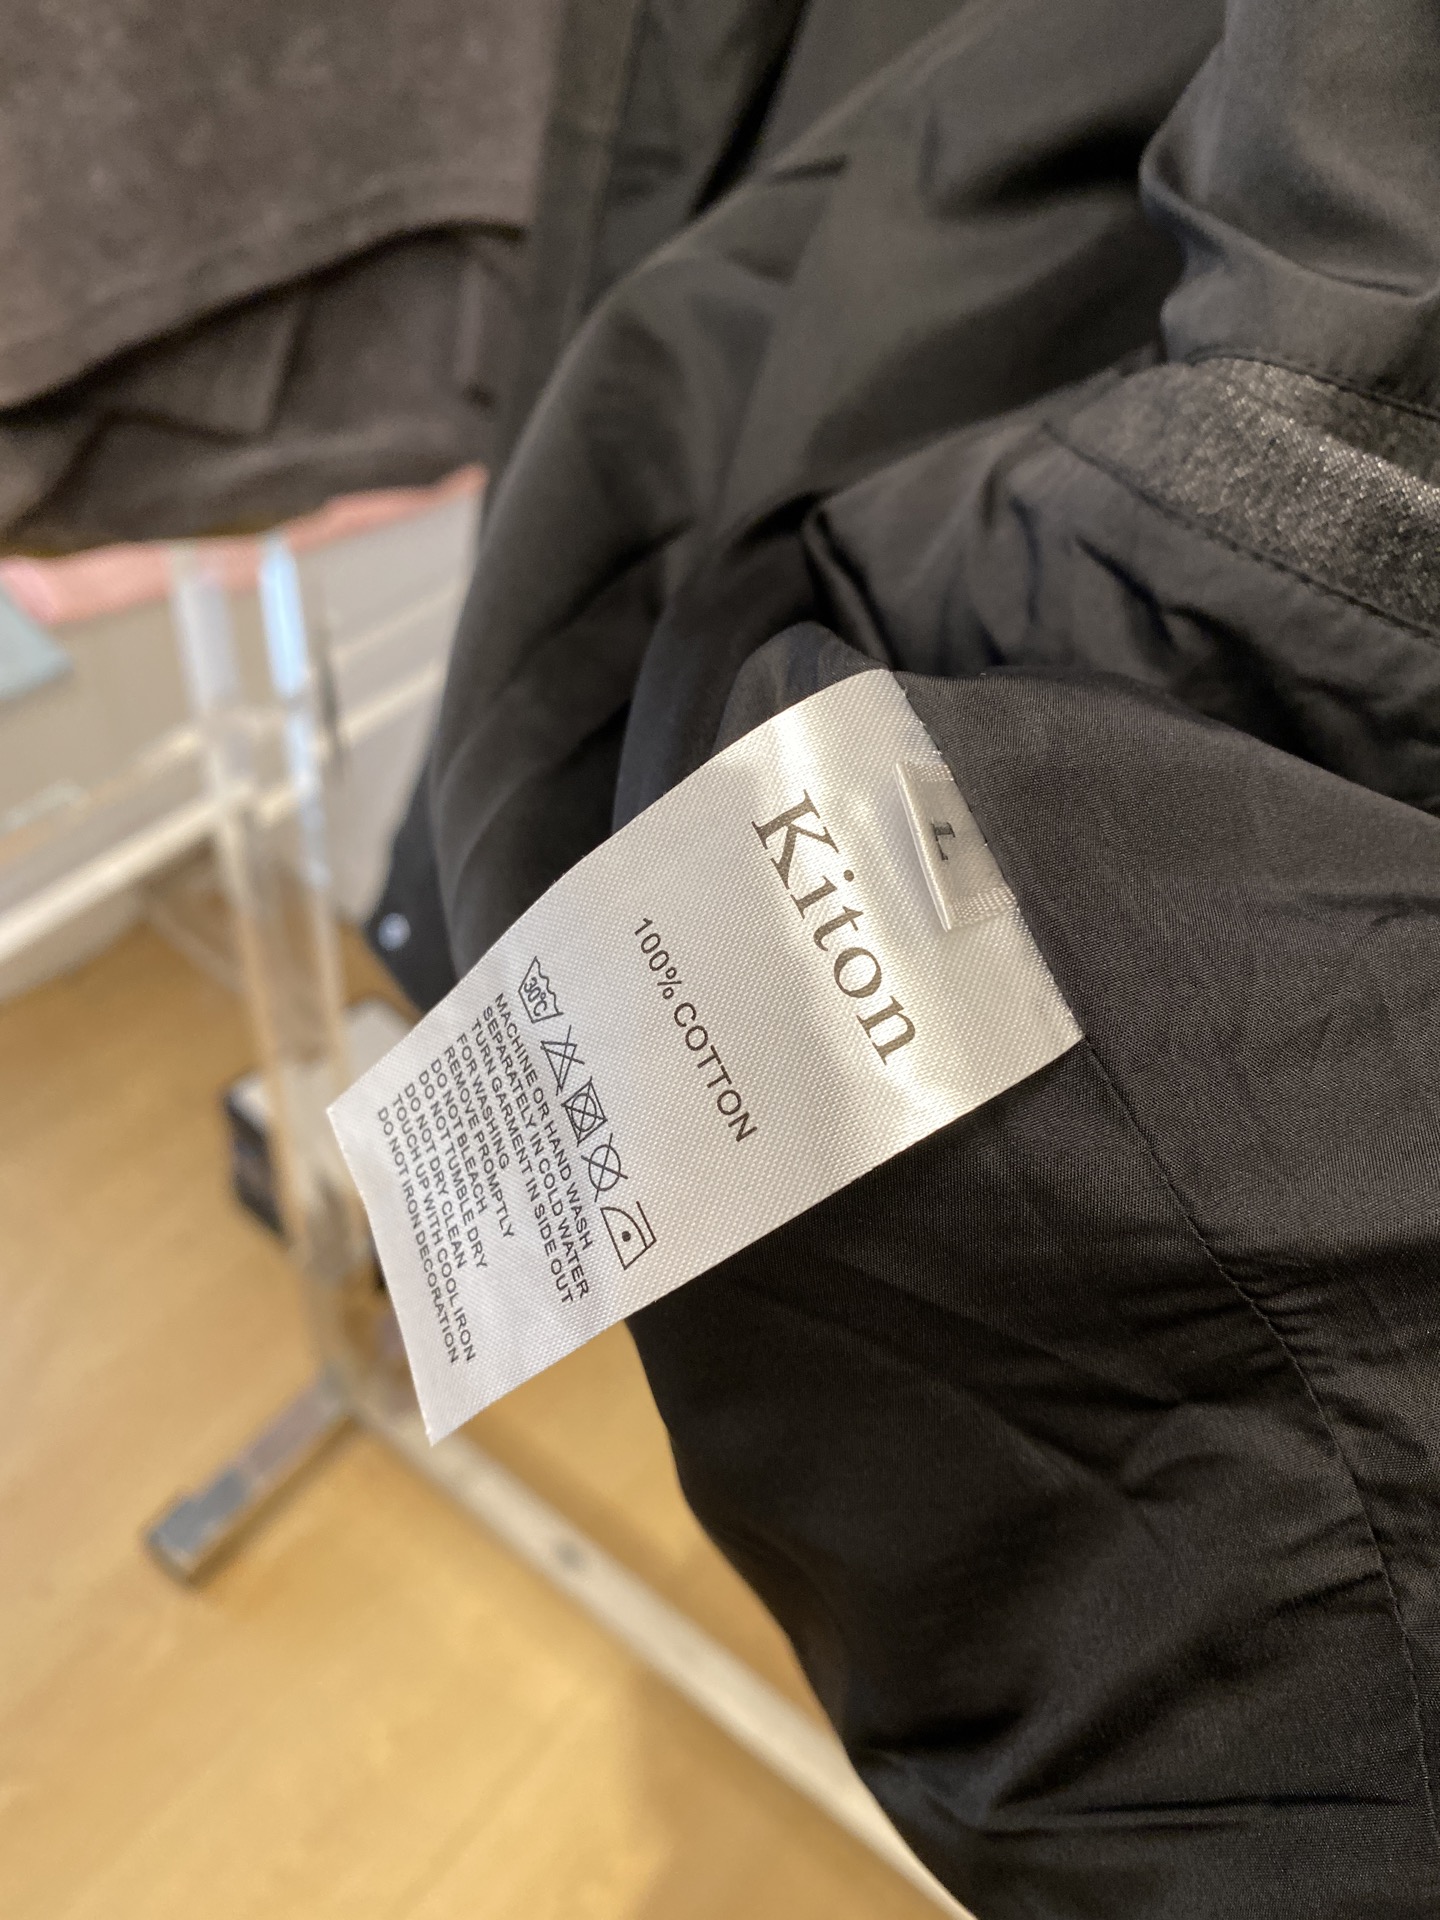 L
Kiton
100% COTTON
30℃
MACHINE OR HAND WASH
SEPARATELY IN COLD WATER
TURN GARMENT IN SIDE OUT
FOR WASHING
REMOVE PROMPTLY
DO NOT BLEACH
DO NOT TUMBLE DRY
DO NOT DRY CLEAN
TOUCH UP WITH COOL IRON
DO NOT IRON DECORATION